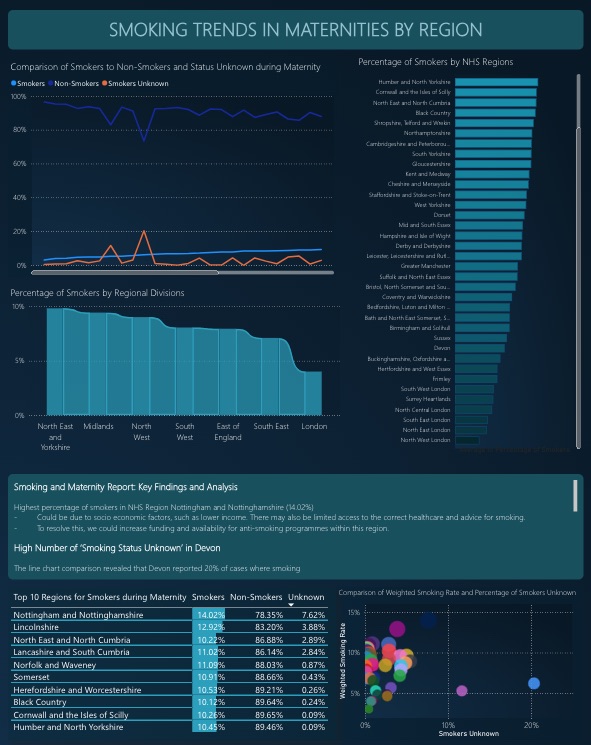 SMOKING TRENDS IN MATERNITIES BY REGION
Comparison of Smokers to Non-Smokers and Status Unknown during Maternity
Smokers Non-Smokers Smokers Unknown
100%
80%
60%
40%
20%
0%
Percentage of Smokers by Regional Divisions
10%
5%
0%
North East
and
Yorkshire
Midlands
North
West
South
West
East of
England
South East
London
Percentage of Smokers by NHS Regions
Humber and North Yorkshire
Cornwall and the Isles of Scilly
North East and North Cumbria
Black Country
Shropshire, Telford and Wrekin
Northamptonshire
Cambridgeshire and Peterborou...
South Yorkshire
Gloucestershire
Kent and Medway
Cheshire and Merseyside
Staffordshire and Stoke-on-Trent
West Yorkshire
Dorset
Mid and South Essex
Hampshire and Isle of Wight
Derby and Derbyshire
Leicester, Leicestershire and Rutl...
Greater Manchester
Suffolk and North East Essex
Bristol, North Somerset and Sou...
Coventry and Warwickshire
Bedfordshire, Luton and Milton ...
Bath and North East Somerset, S...
Birmingham and Solihull
Sussex
Devon
Buckinghamshire, Oxfordshire a...
Hertfordshire and West Essex
Frimley
South West London
Surrey Heartlands
North Central London
South East London
North East London
North West London
Smoking and Maternity Report: Key Findings and Analysis
Highest percentage of smokers in NHS Region Nottingham and Nottinghamshire (14.02%)
- Could be due to socio economic factors, such as lower income. There may also be limited access to the correct healthcare and advice for smoking.
- To resolve this, we could increase funding and availability for anti-smoking programmes within this region.
High Number of 'Smoking Status Unknown' in Devon
The line chart comparison revealed that Devon reported 20% of cases where smoking
Top 10 Regions for Smokers during Maternity Smokers Non-Smokers Unknown
Nottingham and Nottinghamshire 14.02% 78.35% 7.62%
Lincolnshire 12.92% 83.20% 3.88%
North East and North Cumbria 10.22% 86.88% 2.89%
Lancashire and South Cumbria 11.02% 86.14% 2.84%
Norfolk and Waveney 11.09% 88.03% 0.87%
Somerset 10.91% 88.66% 0.43%
Herefordshire and Worcestershire 10.53% 89.21% 0.26%
Black Country 10.12% 89.64% 0.24%
Cornwall and the Isles of Scilly 10.26% 89.65% 0.09%
Humber and North Yorkshire 10.45% 89.46% 0.09%
Comparison of Weighted Smoking Rate and Percentage of Smokers Unknown
Weighted Smoking Rate
15%
10%
5%
0%
10%
20%
Smokers Unknown